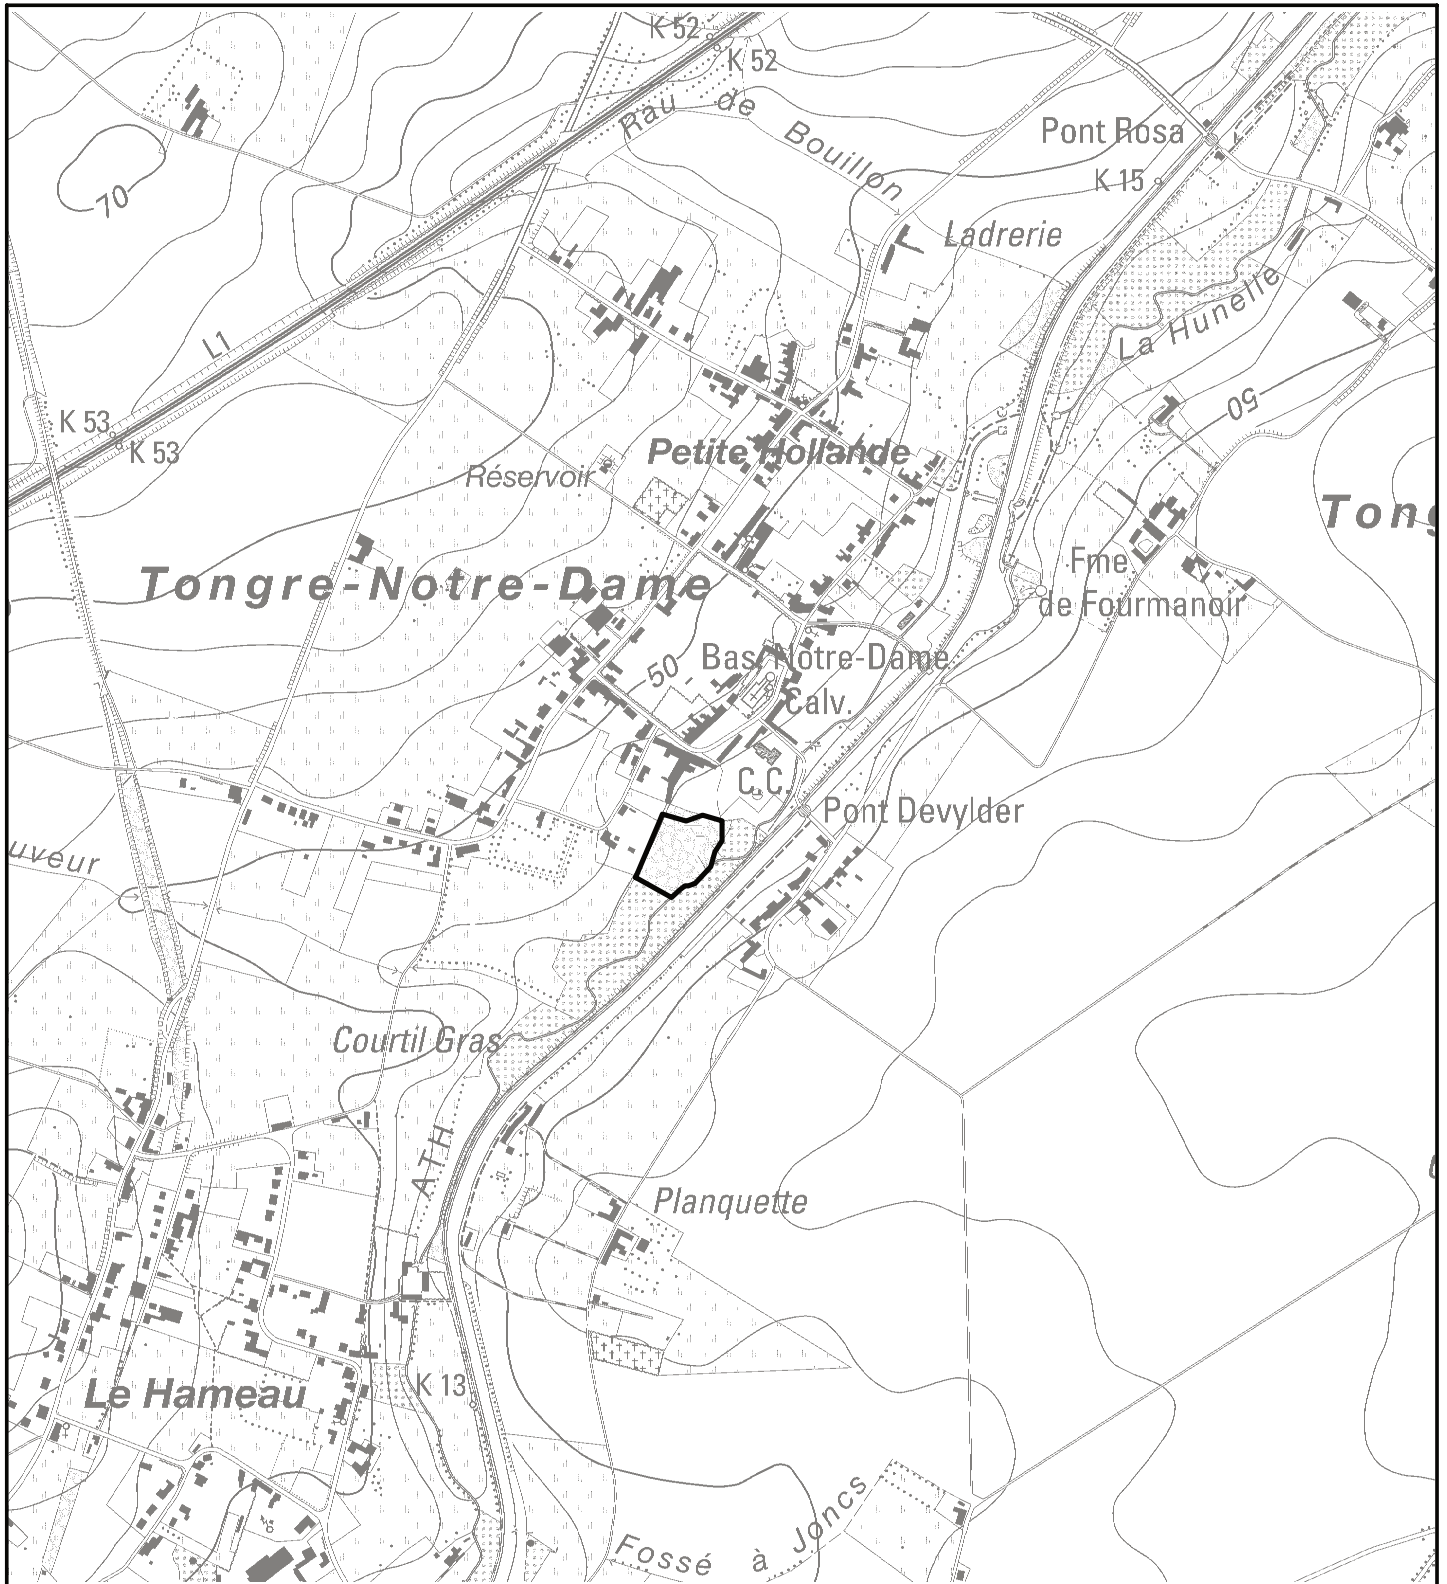 K 52
K 52
Rau de Bouillon
Pont Rosa
K 15
70
Ladrerie
La Hunelle
L1
50
K 53
K 53
Petite Hollande
Réservoir
Tong
Tongre-Notre-Dame
Fme
de Fourmanoir
Bas. Notre-Dame
50
Calv.
C.C.
Pont Devylder
uveur
Courtil Gras
ATH
Planquette
Le Hameau
K 13
Fossé à Joncs